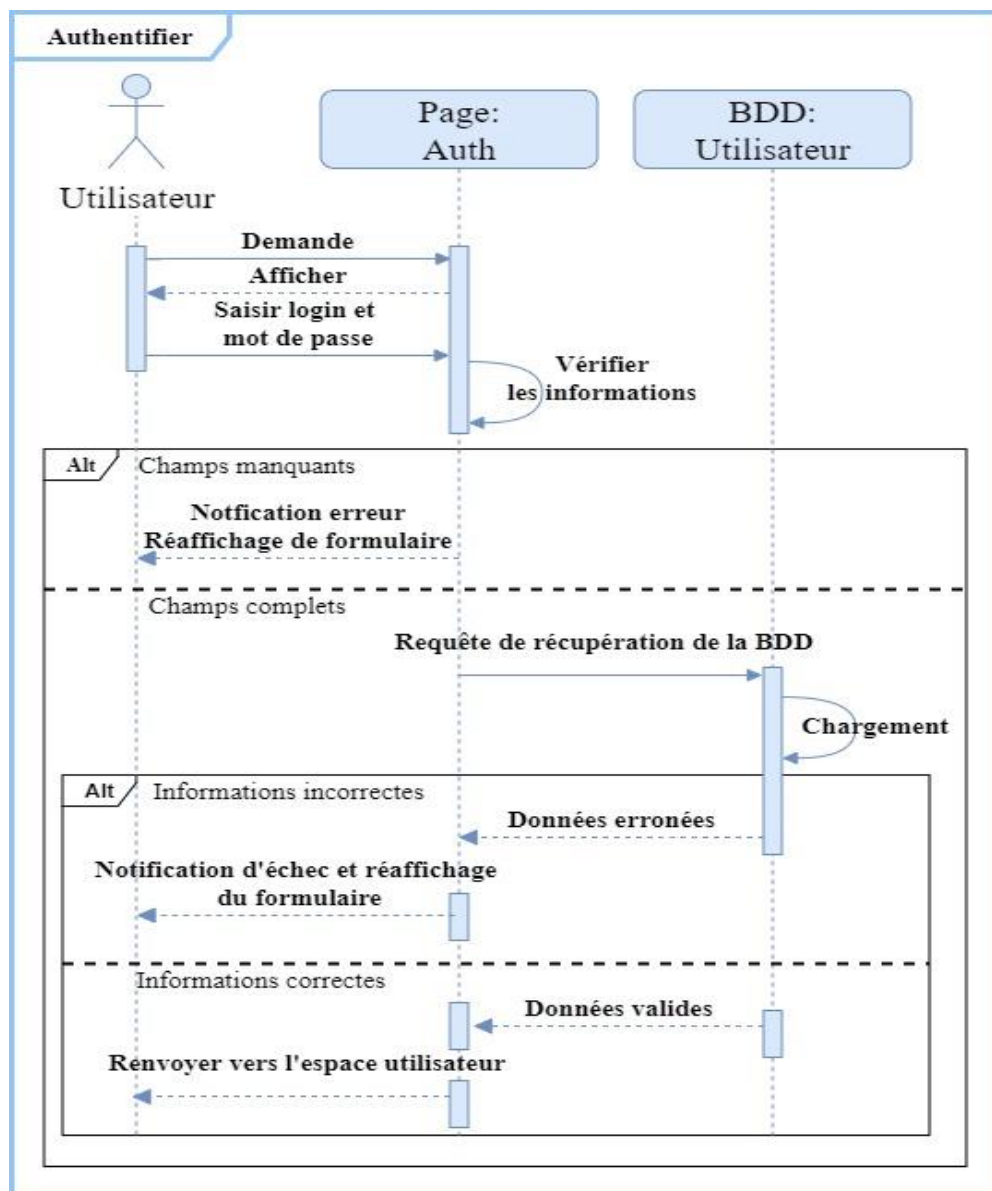 Authentifier
Page:
Auth
BDD:
Utilisateur
Utilisateur
Demande
Afficher
Saisir login et
mot de passe
Vérifier
les informations
Alt
Champs manquants
Notfication erreur
Réaffichage de formulaire
Champs complets
Requête de récupération de la BDD
Chargement
Alt
Informations incorrectes
Données erronées
Notification d'échec et réaffichage
du formulaire
Informations correctes
Données valides
Renvoyer vers l'espace utilisateur